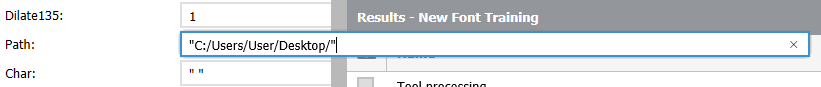 Dilate135: 1
Results - New Font Training
Path: "C:/Users/User/Desktop/"
Char: " "
Tool processing